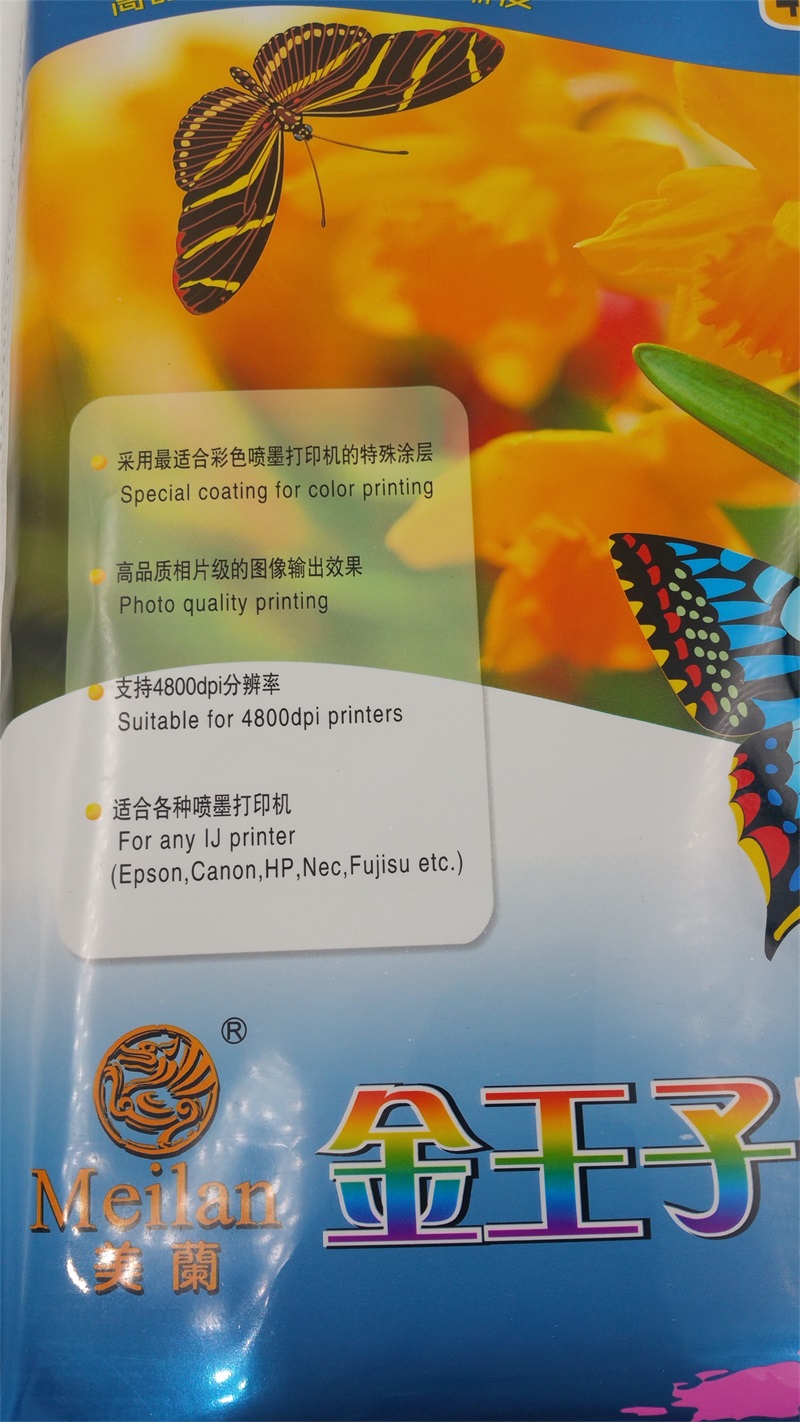 采用最适合彩色喷墨打印机的特殊涂层
Special coating for color printing
高品质相片级的图像输出效果
Photo quality printing
支持4800dpi分辨率
Suitable for 4800dpi printers
适合各种喷墨打印机
For any IJ printer
(Epson,Canon,HP,Nec,Fujisu etc.)
®
Meilan
美蘭
金王子